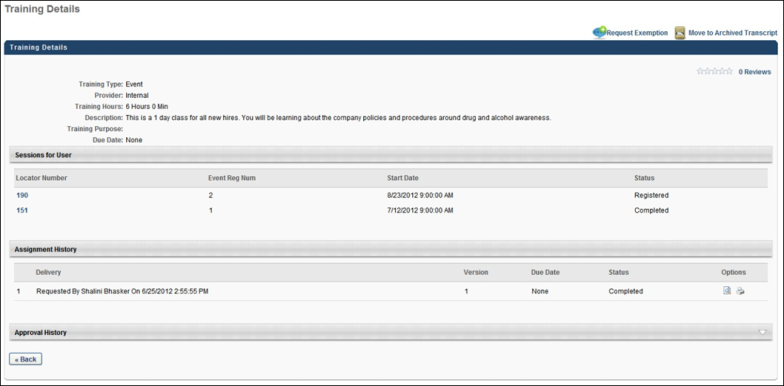 Training Details
Request Exemption Move to Archived Transcript
Training Details
0 Reviews
Training Type: Event
Provider: Internal
Training Hours: 6 Hours 0 Min
Description: This is a 1 day class for all new hires. You will be learning about the company policies and procedures around drug and alcohol awareness.
Training Purpose:
Due Date: None
Sessions for User
Locator Number Event Reg Num Start Date Status
190 2 8/23/2012 9:00:00 AM Registered
151 1 7/12/2012 9:00:00 AM Completed
Assignment History
Delivery Version Due Date Status Options
1 Requested By Shalini Bhasker On 6/25/2012 2:55:55 PM 1 None Completed
Approval History
« Back